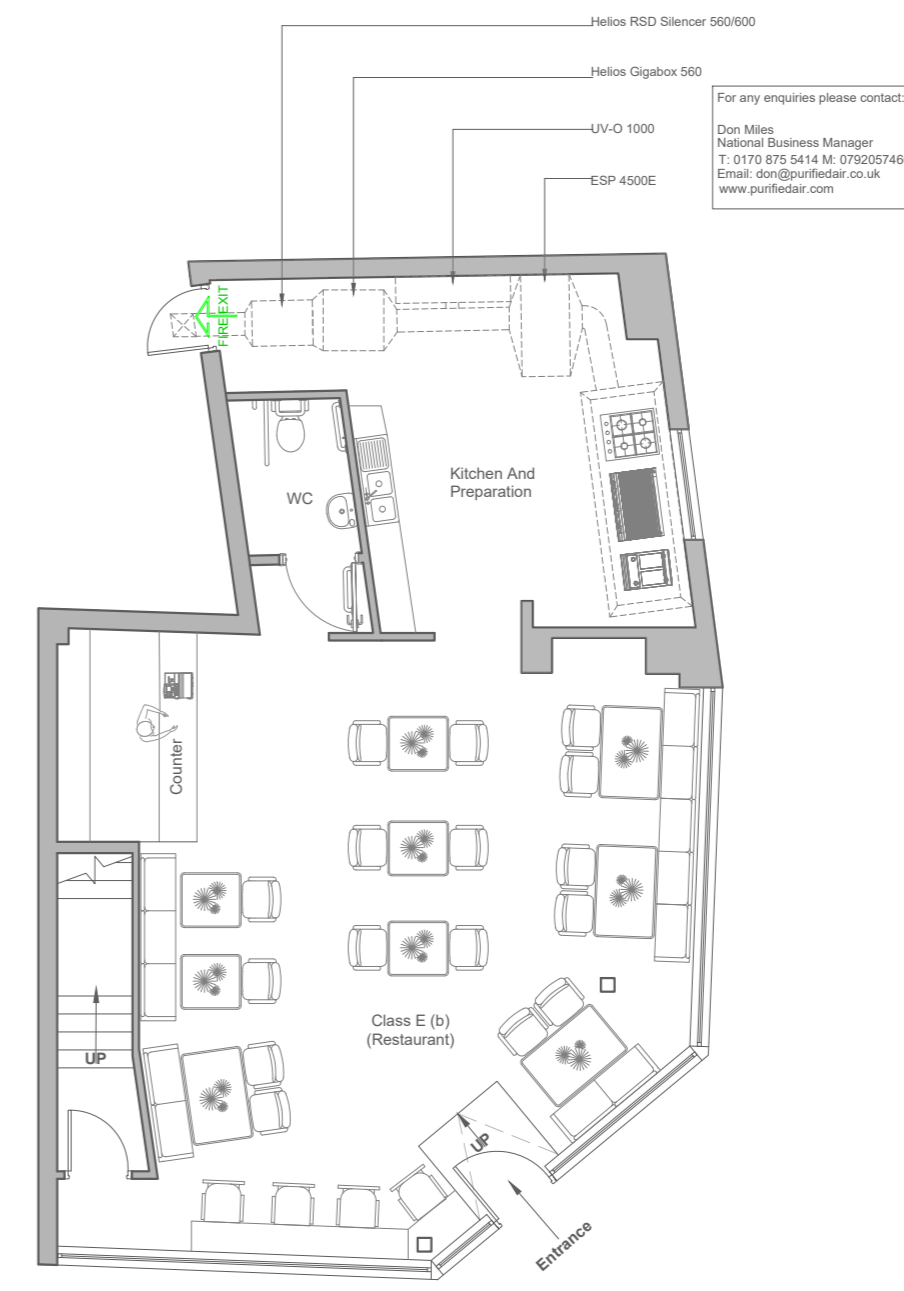 Helios RSD Silencer 560/600
Helios Gigabox 560
UV-O 1000
ESP 4500E
For any enquiries please contact:
Don Miles
National Business Manager
T: 0170 875 5414 M: 079205746
Email: don@purifiedair.co.uk
www.purifiedair.com
FIRE EXIT
Kitchen And
Preparation
WC
Counter
Class E (b)
(Restaurant)
UP
UP
Entrance